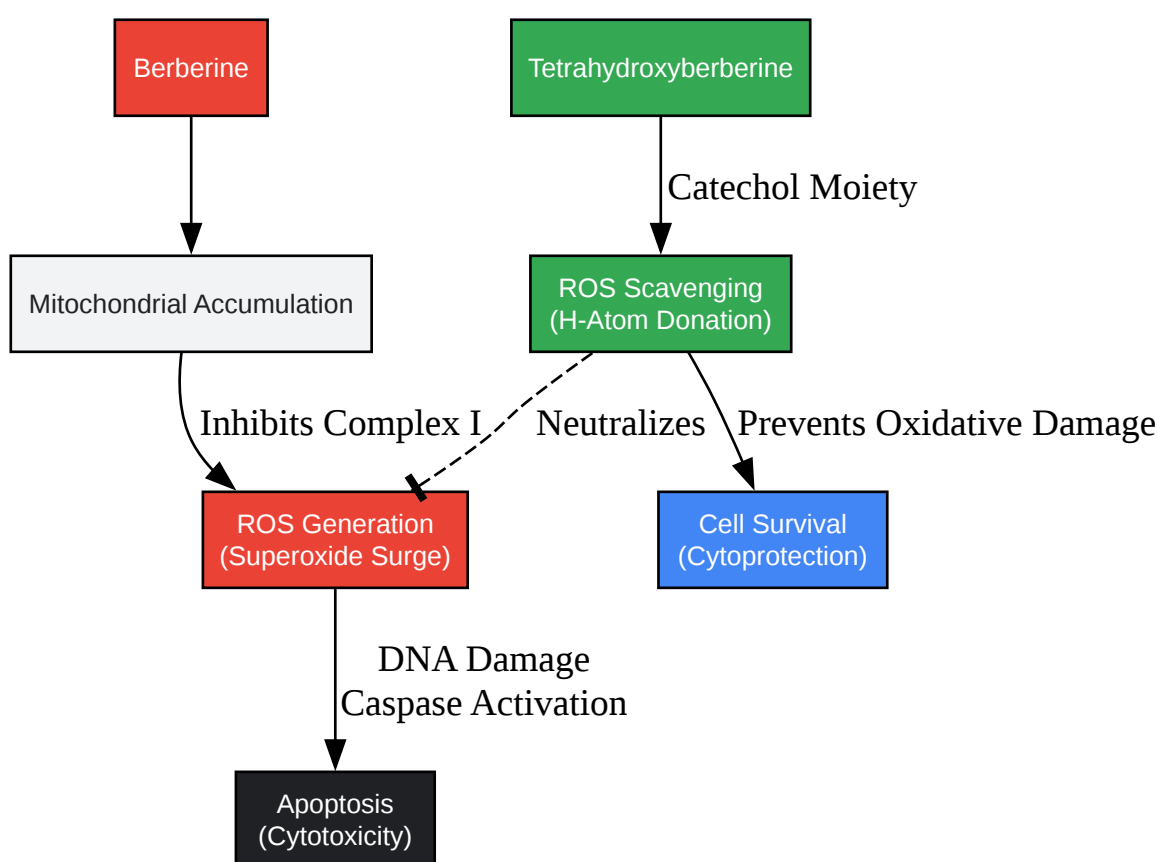 Berberine
Tetrahydroxyberberine
Catechol Moiety
Mitochondrial Accumulation
ROS Scavenging
(H-Atom Donation)
Inhibits Complex I
Neutralizes
Prevents Oxidative Damage
ROS Generation
(Superoxide Surge)
Cell Survival
(Cytoprotection)
DNA Damage
Caspase Activation
Apoptosis
(Cytotoxicity)